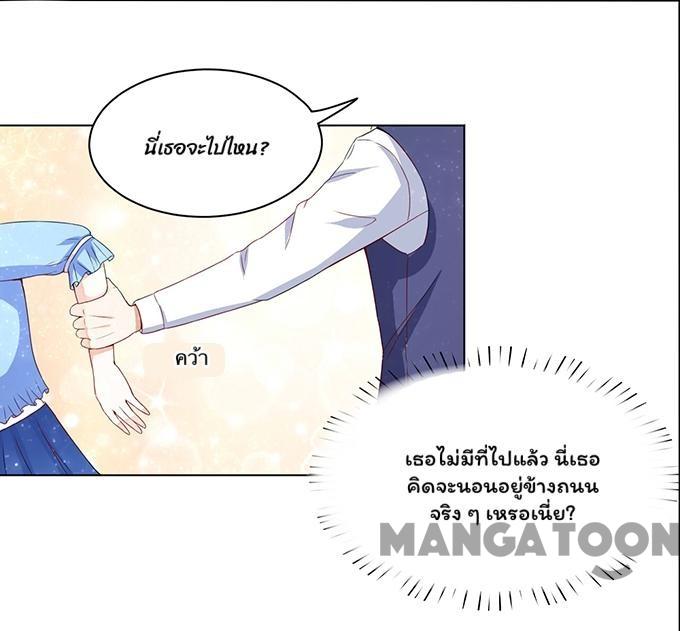 นี่เธอจะไปไหน?
คว้า
เธอไม่มีที่ไปแล้ว นี่เธอ
คิดจะนอนอยู่ข้างถนน
จริง ๆ เหรอเนี่ย?
MANGATOON